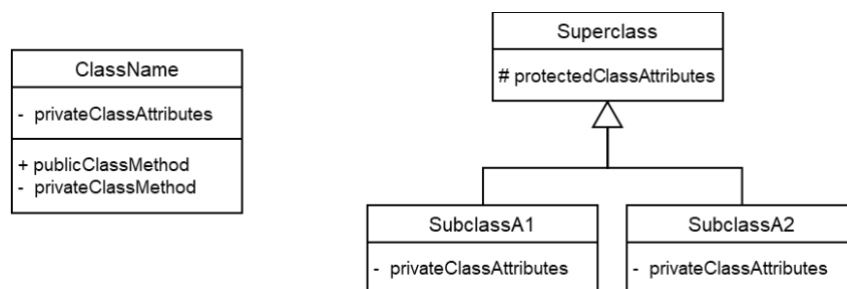 ClassName
- privateClassAttributes
+ publicClassMethod
- privateClassMethod
Superclass
# protectedClassAttributes
SubclassA1
- privateClassAttributes
SubclassA2
- privateClassAttributes